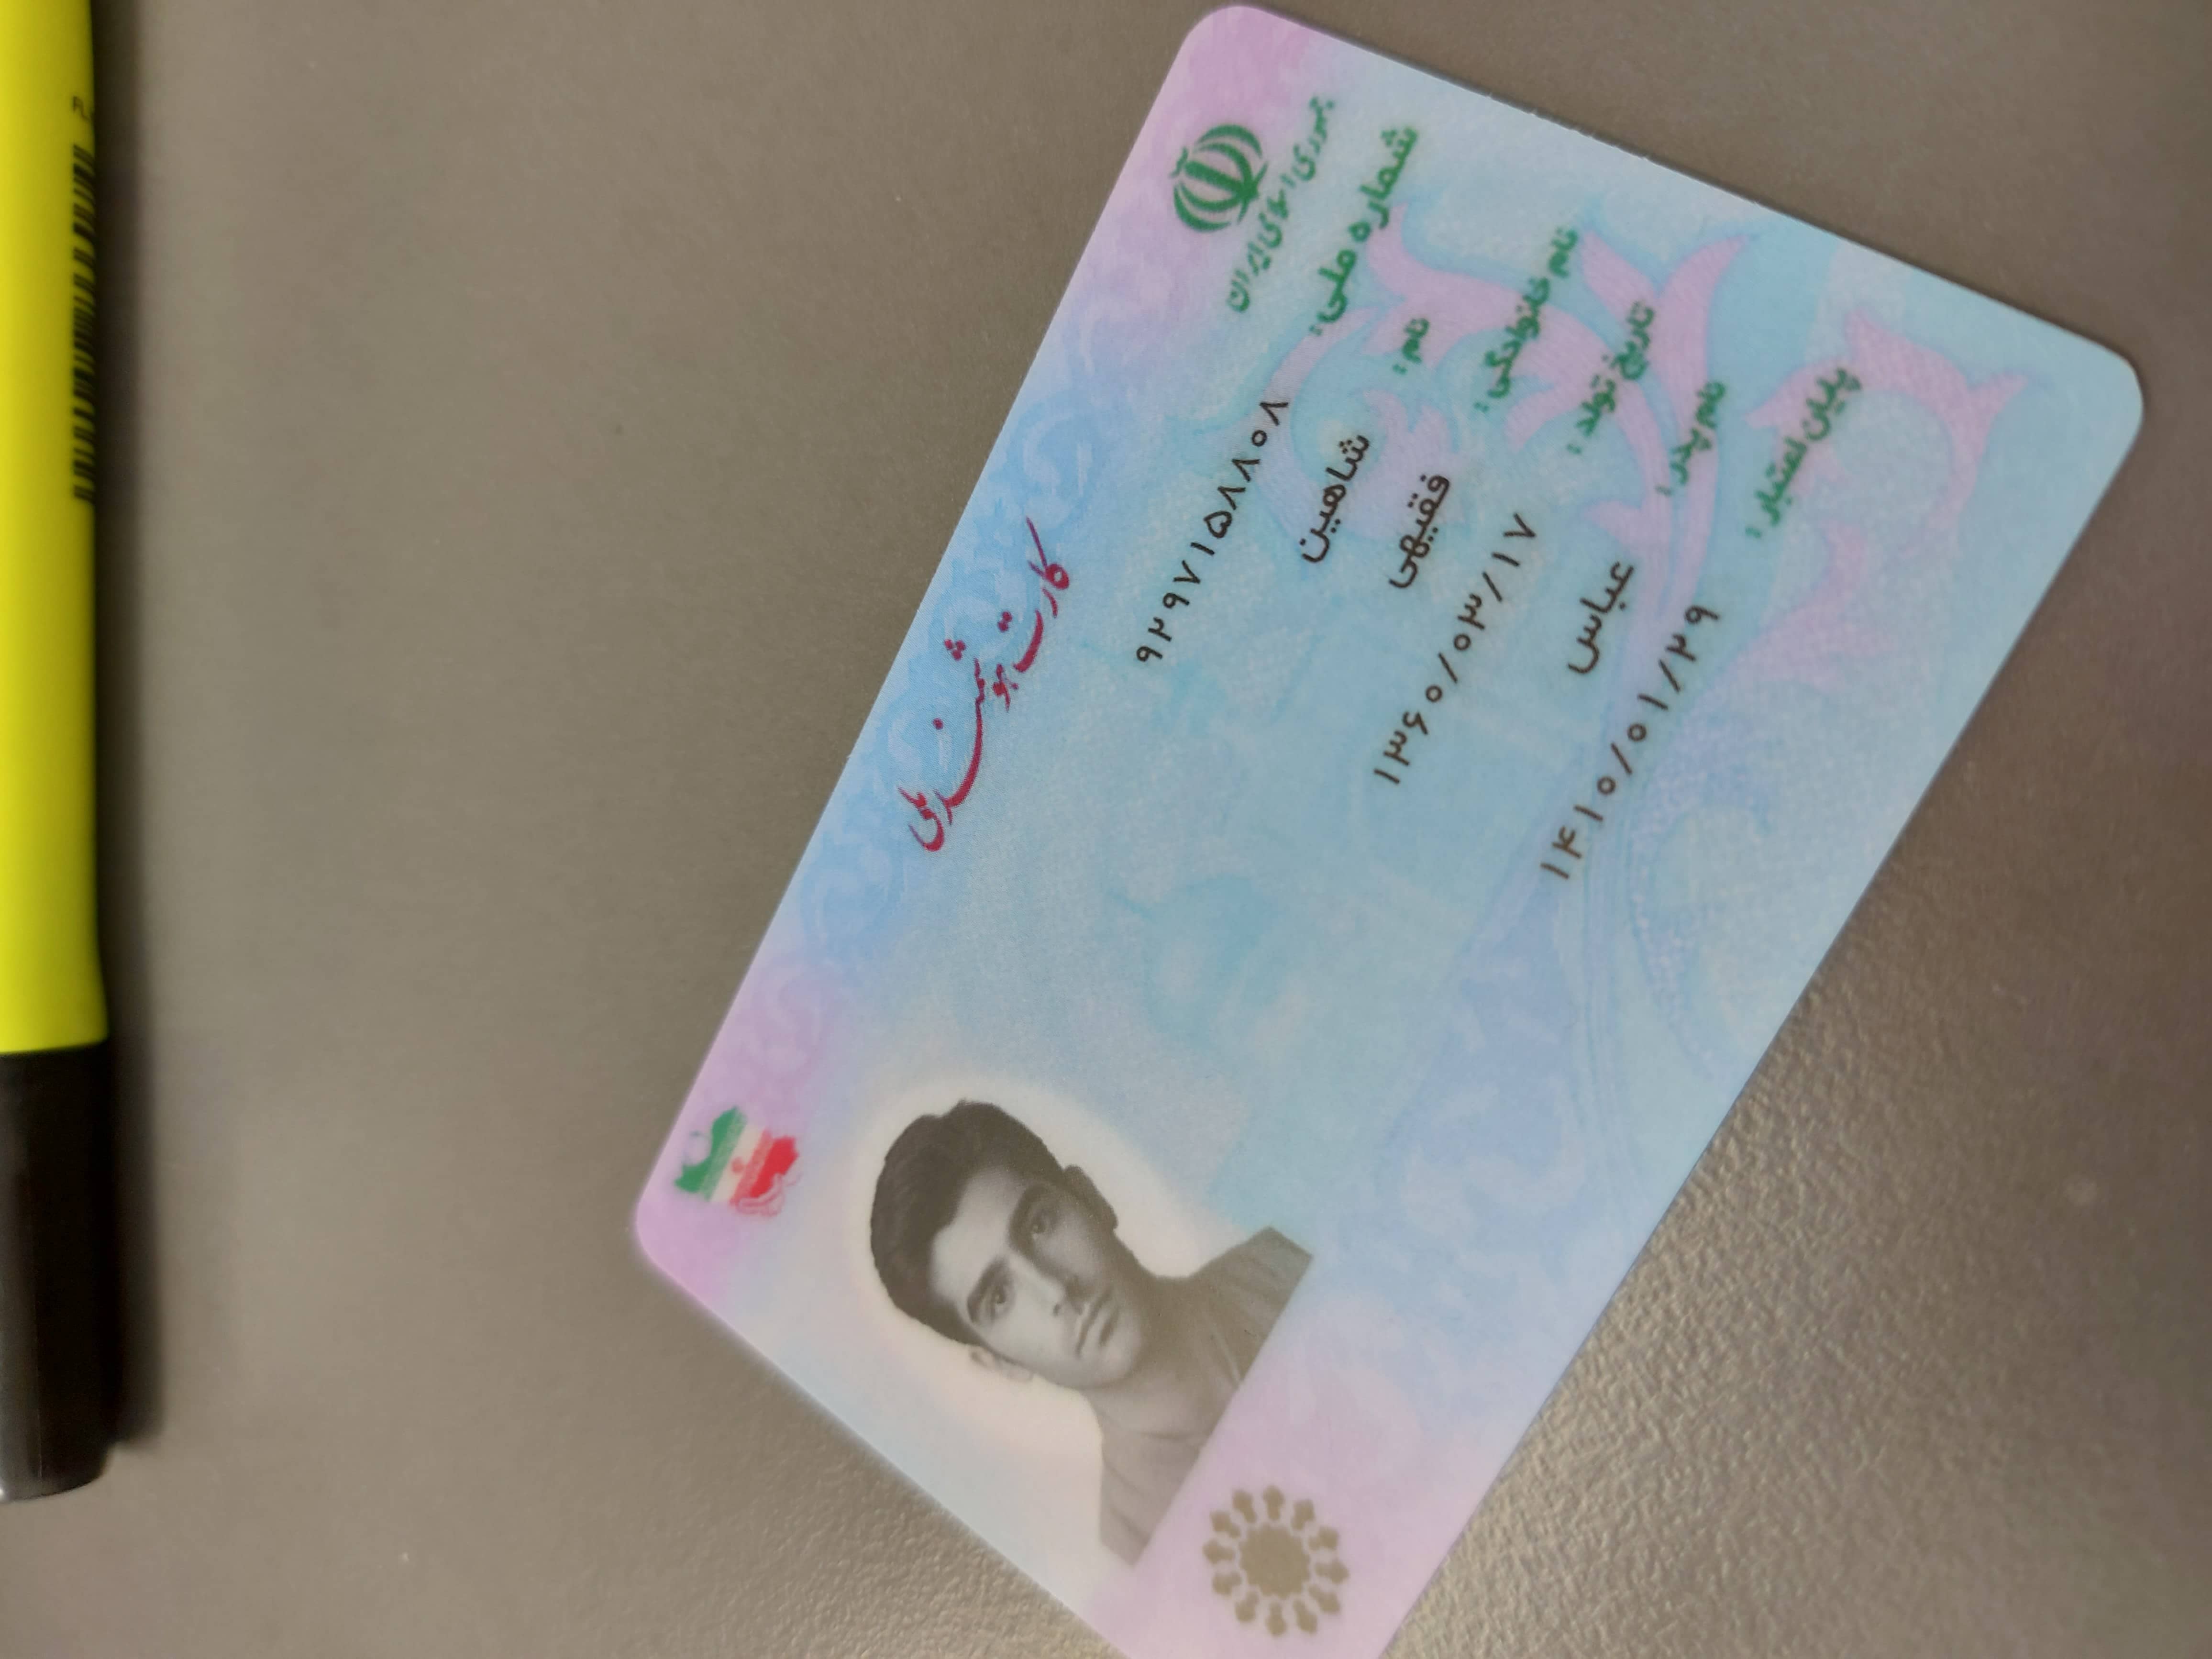 جمهوری اسلامی ایران
کارت هوشمند ملی
شماره ملی: ۹۲۹۷۱۵۸۸۰۸
نام: شاهین
نام خانوادگی: فقیهی
تاریخ تولد: ۱۳۶۰/۰۳/۱۷
نام پدر: عباس
پایان اعتبار: ۱۴۱۰/۰۱/۲۹